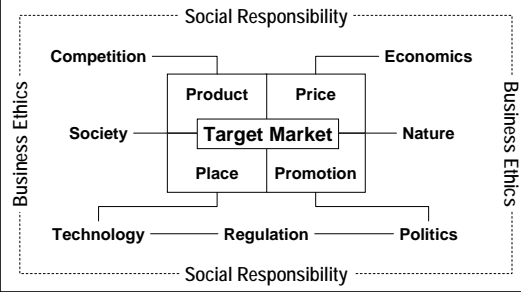 Social Responsibility
Competition
Economics
Product
Price
Business Ethics
Society
Target Market
Nature
Business Ethics
Place
Promotion
Technology
Regulation
Politics
Social Responsibility